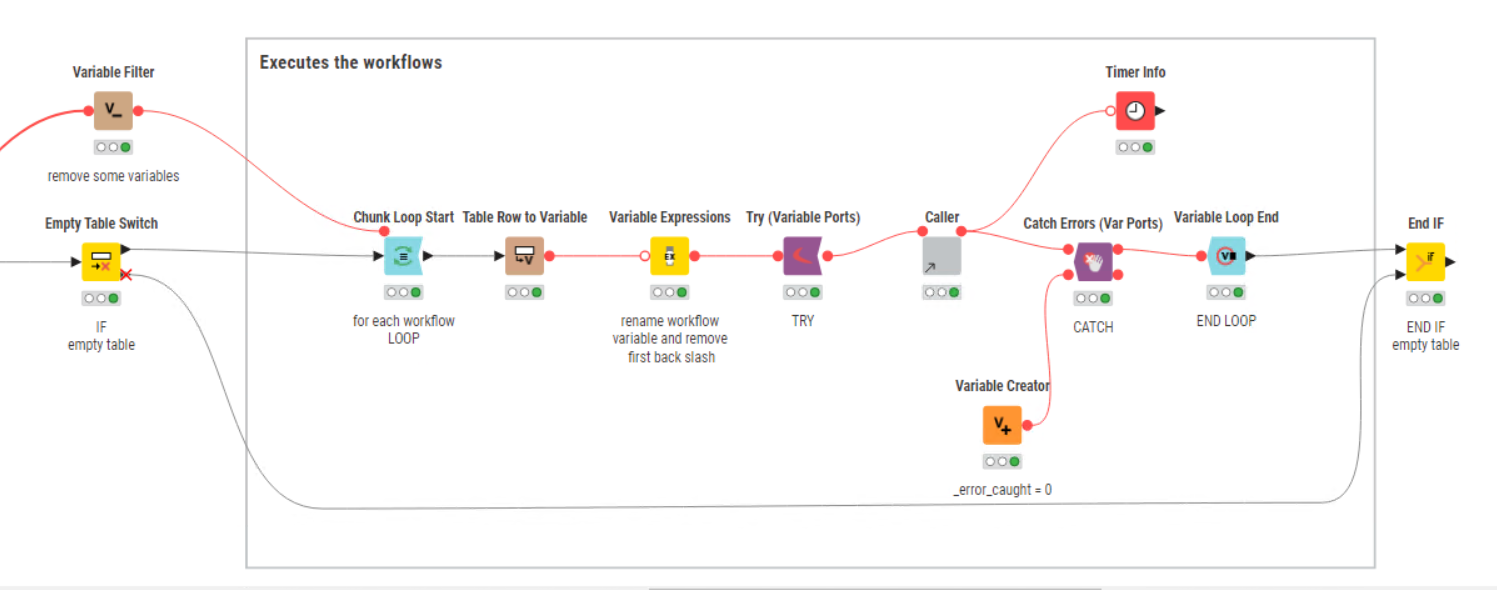 Executes the workflows
Variable Filter
Timer Info
V_
remove some variables
Empty Table Switch
Chunk Loop Start
Table Row to Variable
Variable Expressions
Try (Variable Ports)
Caller
Catch Errors (Var Ports)
Variable Loop End
End IF
V
EX
V
if
IF
empty table
for each workflow
LOOP
rename workflow
variable and remove
first back slash
TRY
CATCH
END LOOP
END IF
empty table
Variable Creator
V+
_error_caught = 0